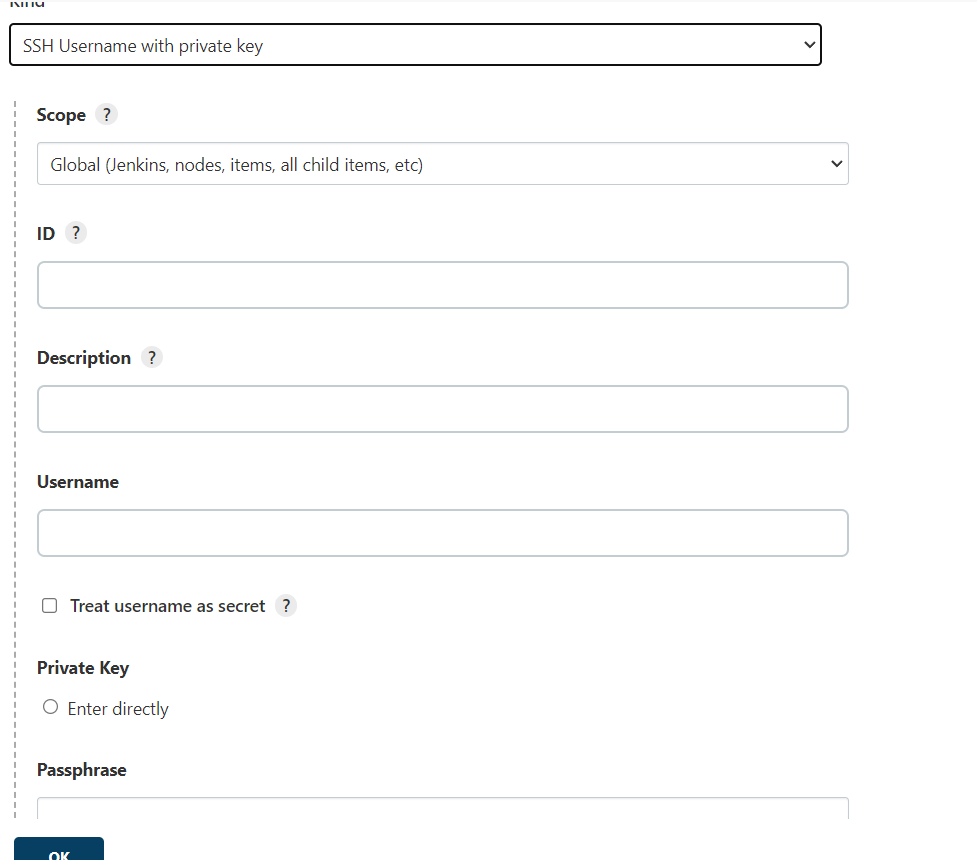 Kind
SSH Username with private key
Scope ?
Global (Jenkins, nodes, items, all child items, etc)
ID ?
Description ?
Username
Treat username as secret ?
Private Key
Enter directly
Passphrase
OK